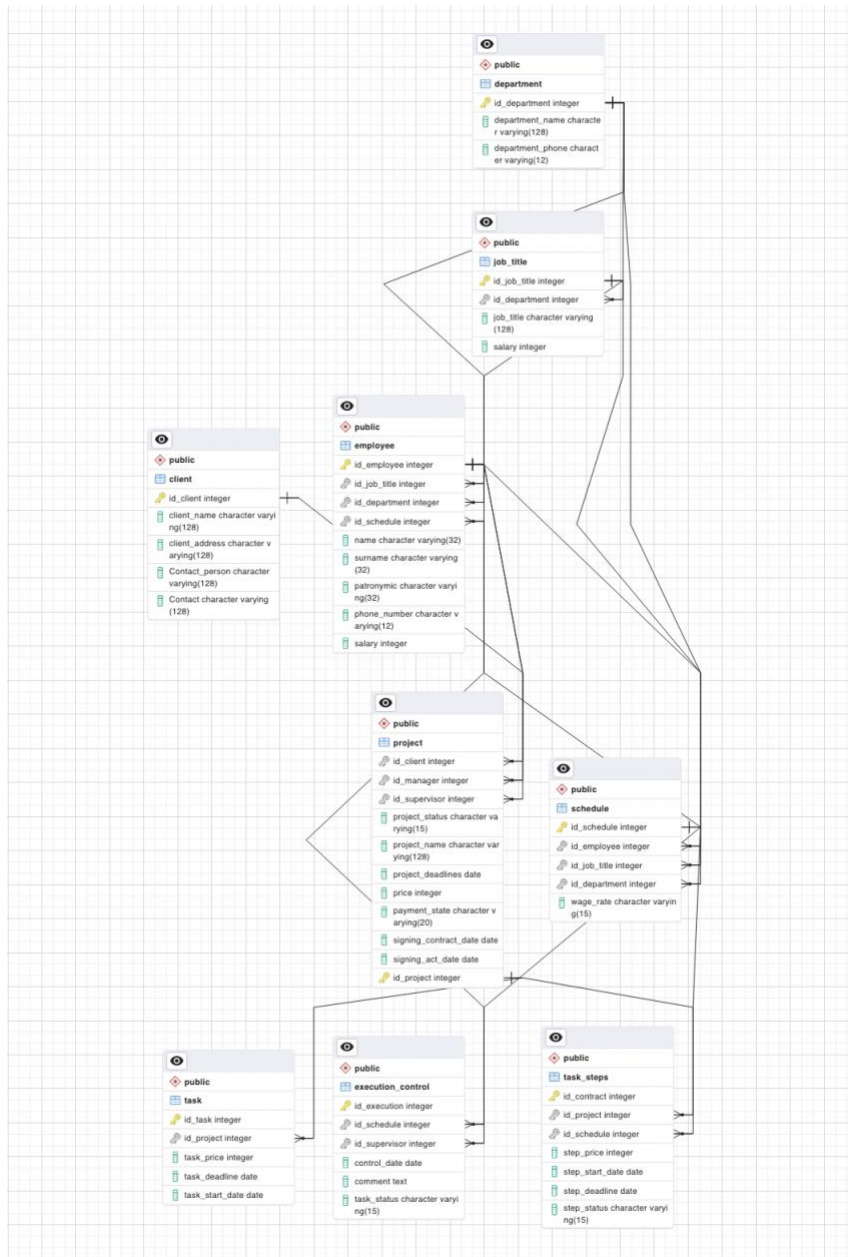 public
department
id_department integer
department_name characte
r varying(128)
department_phone charact
er varying(12)
public
job_title
id_job_title integer
id_department integer
job_title character varying
(128)
salary integer
public
employee
id_employee integer
id_job_title integer
id_department integer
id_schedule integer
name character varying(32)
surname character varying
(32)
patronymic character varyi
ng(32)
phone_number character v
arying(12)
salary integer
public
client
id_client integer
client_name character varyi
ng(128)
client_address character v
arying(128)
Contact_person character
varying(128)
Contact character varying
(128)
public
project
id_client integer
id_manager integer
id_supervisor integer
project_status character va
rying(15)
project_name character var
ying(128)
project_deadlines date
price integer
payment_state character v
arying(20)
signing_contract_date date
signing_act_date date
id_project integer
public
schedule
id_schedule integer
id_employee integer
id_job_title integer
id_department integer
wage_rate character varyin
g(15)
public
task
id_task integer
id_project integer
task_price integer
task_deadline date
task_start_date date
public
execution_control
id_execution integer
id_schedule integer
id_supervisor integer
control_date date
comment text
task_status character varyi
ng(15)
public
task_steps
id_contract integer
id_project integer
id_schedule integer
step_price integer
step_start_date date
step_deadline date
step_status character varyi
ng(15)